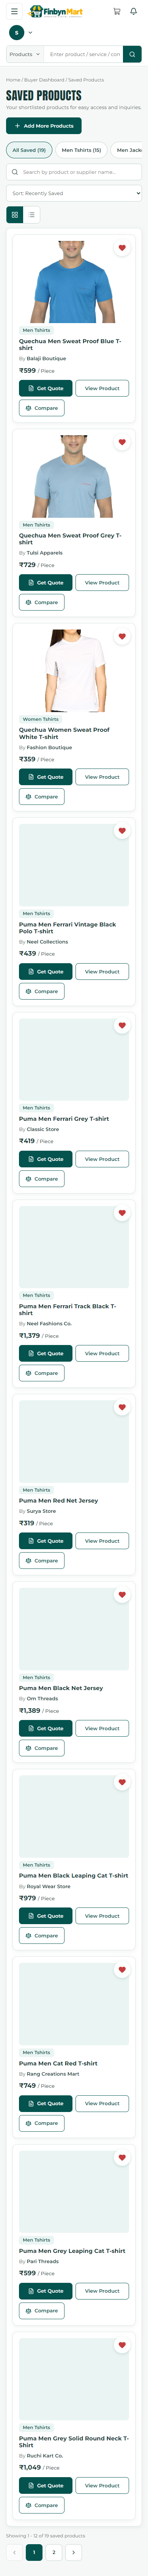 FinbynMart
S
Products
Enter product / service / com
Home / Buyer Dashboard / Saved Products
SAVED PRODUCTS
Your shortlisted products for easy access and inquiries.
+ Add More Products
All Saved (19)
Men Tshirts (15)
Men Jacke
Search by product or supplier name...
Sort: Recently Saved
Men Tshirts
Quechua Men Sweat Proof Blue T-
shirt
By Balaji Boutique
₹599 / Piece
Get Quote
View Product
Compare
Men Tshirts
Quechua Men Sweat Proof Grey T-
shirt
By Tulsi Apparels
₹729 / Piece
Get Quote
View Product
Compare
Women Tshirts
Quechua Women Sweat Proof
White T-shirt
By Fashion Boutique
₹359 / Piece
Get Quote
View Product
Compare
Men Tshirts
Puma Men Ferrari Vintage Black
Polo T-shirt
By Neel Collections
₹439 / Piece
Get Quote
View Product
Compare
Men Tshirts
Puma Men Ferrari Grey T-shirt
By Classic Store
₹419 / Piece
Get Quote
View Product
Compare
Men Tshirts
Puma Men Ferrari Track Black T-
shirt
By Neel Fashions Co.
₹1,379 / Piece
Get Quote
View Product
Compare
Men Tshirts
Puma Men Red Net Jersey
By Surya Store
₹319 / Piece
Get Quote
View Product
Compare
Men Tshirts
Puma Men Black Net Jersey
By Om Threads
₹1,389 / Piece
Get Quote
View Product
Compare
Men Tshirts
Puma Men Black Leaping Cat T-shirt
By Royal Wear Store
₹979 / Piece
Get Quote
View Product
Compare
Men Tshirts
Puma Men Cat Red T-shirt
By Rang Creations Mart
₹749 / Piece
Get Quote
View Product
Compare
Men Tshirts
Puma Men Grey Leaping Cat T-shirt
By Pari Threads
₹599 / Piece
Get Quote
View Product
Compare
Men Tshirts
Puma Men Grey Solid Round Neck T-
Shirt
By Ruchi Kart Co.
₹1,049 / Piece
Get Quote
View Product
Compare
Showing 1 - 12 of 19 saved products
1
2